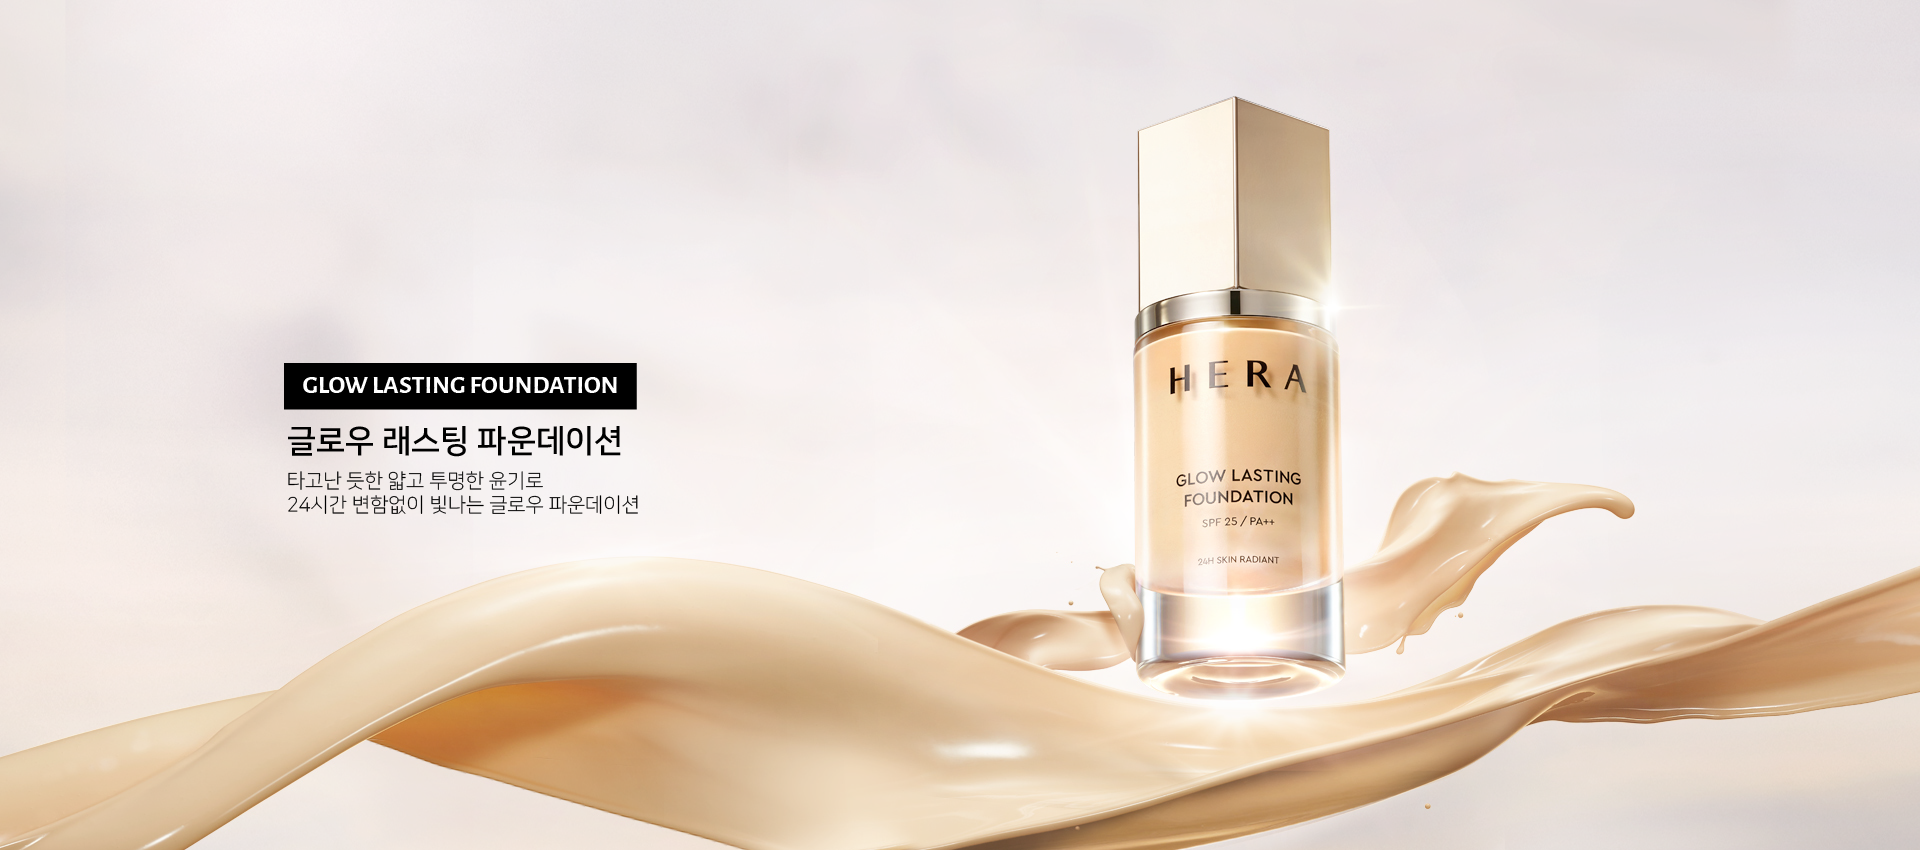 GLOW LASTING FOUNDATION
글로우 래스팅 파운데이션
타고난 듯한 얇고 투명한 윤기로
24시간 변함없이 빛나는 글로우 파운데이션
HERA
GLOW LASTING
FOUNDATION
SPF 25 / PA++
24H SKIN RADIANT